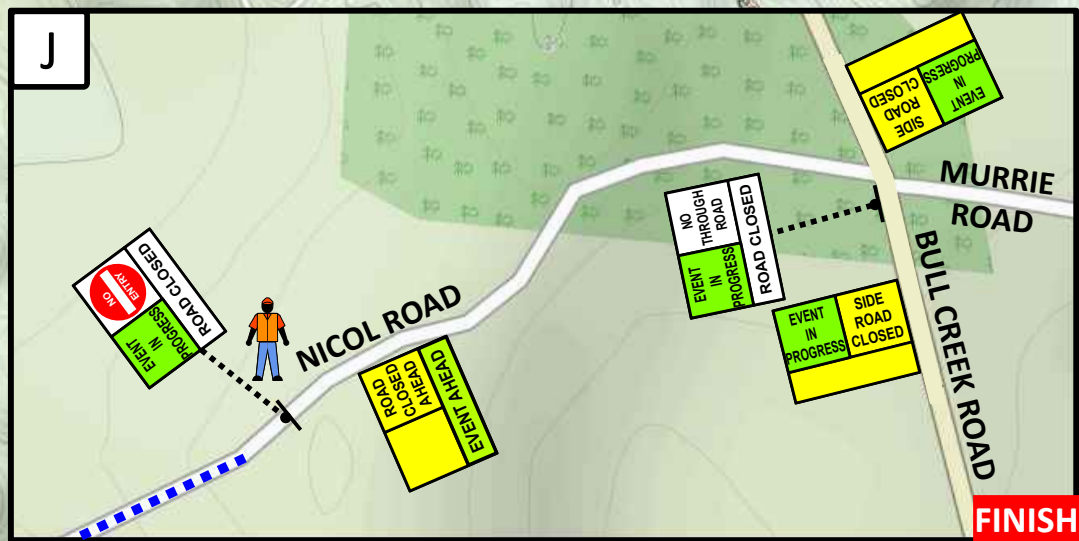 J
SIDE
ROAD
CLOSED
EVENT
IN
PROGRESS
MURRIE
ROAD
NO
THROUGH
ROAD
EVENT
IN
PROGRESS
ROAD CLOSED
NO
ENTRY
EVENT
IN
PROGRESS
ROAD CLOSED
NICOL ROAD
BULL CREEK ROAD
EVENT
IN
PROGRESS
SIDE
ROAD
CLOSED
ROAD
CLOSED
AHEAD
EVENT AHEAD
FINISH